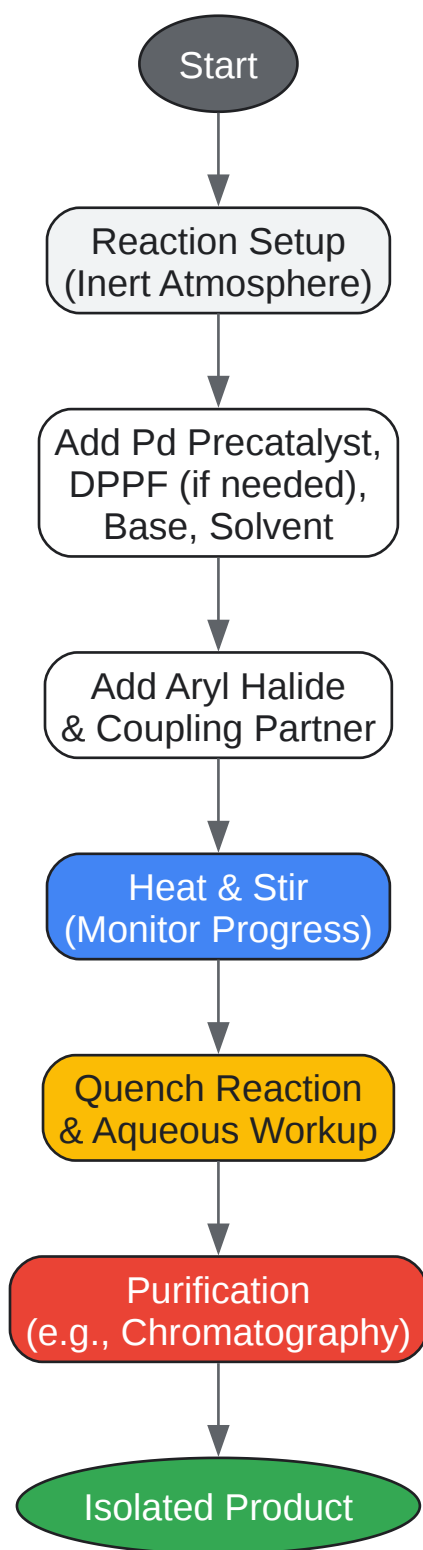 Start
Reaction Setup
(Inert Atmosphere)
Add Pd Precatalyst,
DPPF (if needed),
Base, Solvent
Add Aryl Halide
& Coupling Partner
Heat & Stir
(Monitor Progress)
Quench Reaction
& Aqueous Workup
Purification
(e.g., Chromatography)
Isolated Product